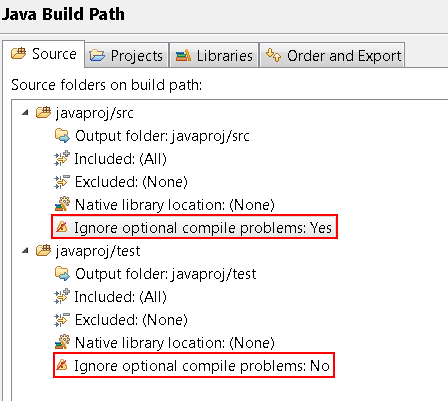 Java Build Path
Source Projects Libraries Order and Export
Source folders on build path:
javaproj/src
Output folder: javaproj/src
Included: (All)
Excluded: (None)
Native library location: (None)
Ignore optional compile problems: Yes
javaproj/test
Output folder: javaproj/test
Included: (All)
Excluded: (None)
Native library location: (None)
Ignore optional compile problems: No